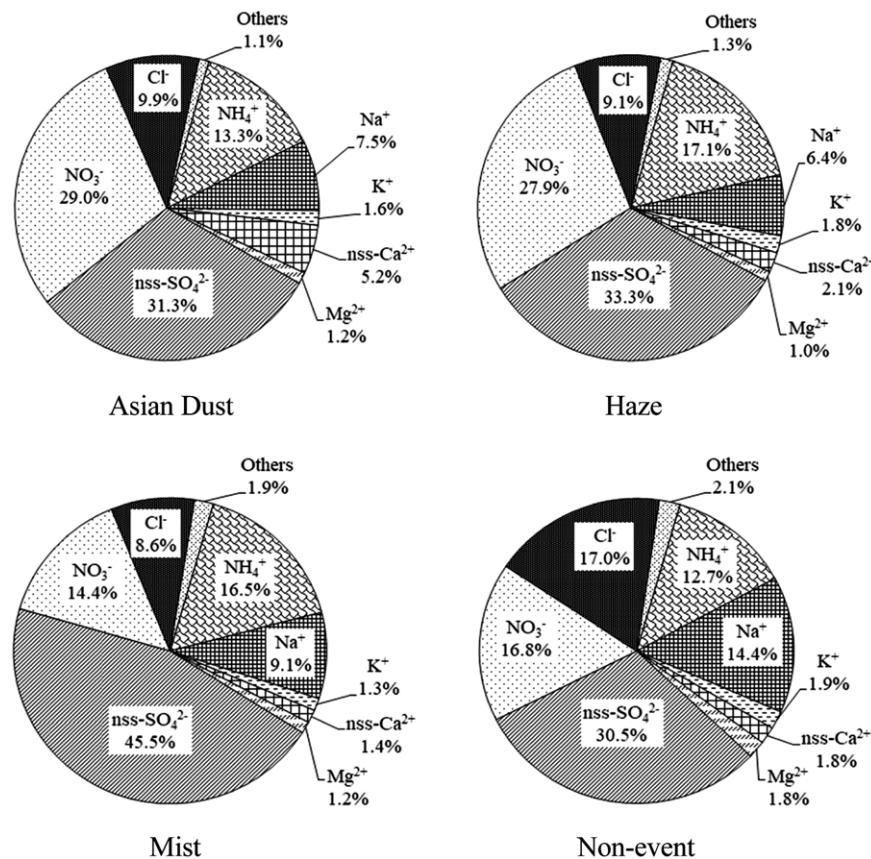 Others
1.1%
Cl⁻
9.9%
NH₄⁺
13.3%
Na⁺
7.5%
K⁺
1.6%
nss-Ca²⁺
5.2%
Mg²⁺
1.2%
nss-SO₄²⁻
31.3%
NO₃⁻
29.0%
Asian Dust
Others
1.3%
Cl⁻
9.1%
NH₄⁺
17.1%
Na⁺
6.4%
K⁺
1.8%
nss-Ca²⁺
2.1%
Mg²⁺
1.0%
nss-SO₄²⁻
33.3%
NO₃⁻
27.9%
Haze
Others
1.9%
Cl⁻
8.6%
NH₄⁺
16.5%
Na⁺
9.1%
K⁺
1.3%
nss-Ca²⁺
1.4%
Mg²⁺
1.2%
nss-SO₄²⁻
45.5%
NO₃⁻
14.4%
Mist
Others
2.1%
Cl⁻
17.0%
NH₄⁺
12.7%
Na⁺
14.4%
K⁺
1.9%
nss-Ca²⁺
1.8%
Mg²⁺
1.8%
nss-SO₄²⁻
30.5%
NO₃⁻
16.8%
Non-event